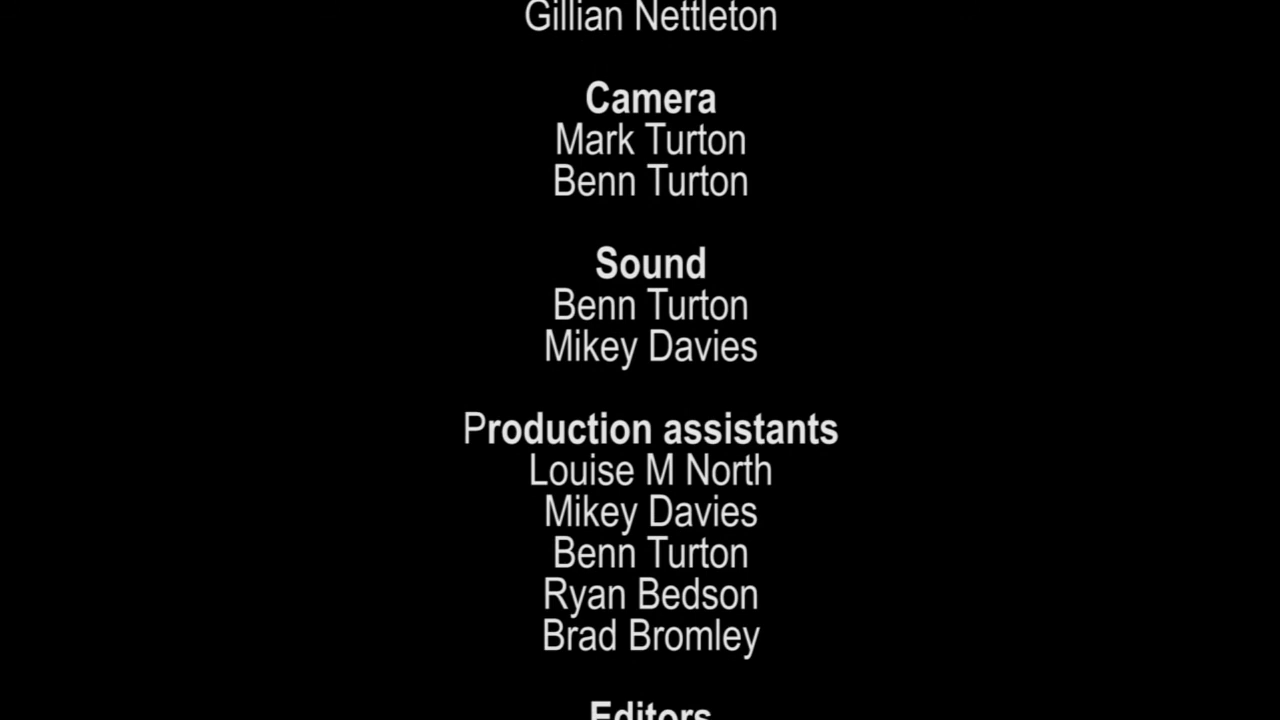 Gillian Nettleton
Camera
Mark Turton
Benn Turton
Sound
Benn Turton
Mikey Davies
Production assistants
Louise M North
Mikey Davies
Benn Turton
Ryan Bedson
Brad Bromley
Editors